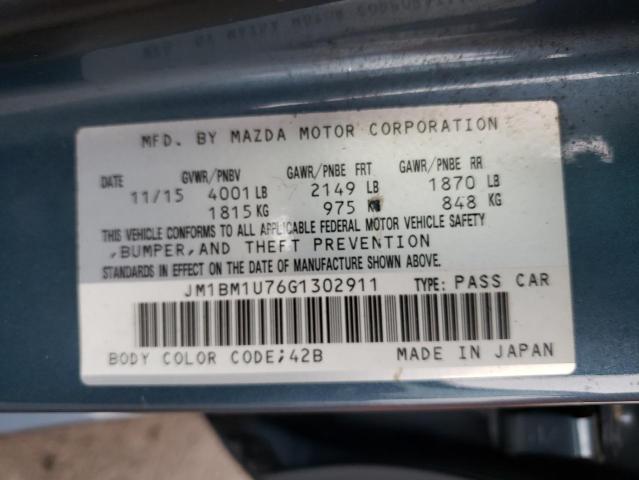 MFD. BY MAZDA MOTOR CORPORATION
DATE GVWR/PNBV GAWR/PNBE FRT GAWR/PNBE RR
11/15 4001 LB 2149 LB 1870 LB
1815 KG 975 KG 848 KG
THIS VEHICLE CONFORMS TO ALL APPLICABLE FEDERAL MOTOR VEHICLE SAFETY
,BUMPER,AND THEFT PREVENTION
STANDARDS IN EFFECT ON THE DATE OF MANUFACTURE SHOWN ABOVE.
JM1BM1U76G1302911 TYPE: PASS CAR
BODY COLOR CODE;42B MADE IN JAPAN